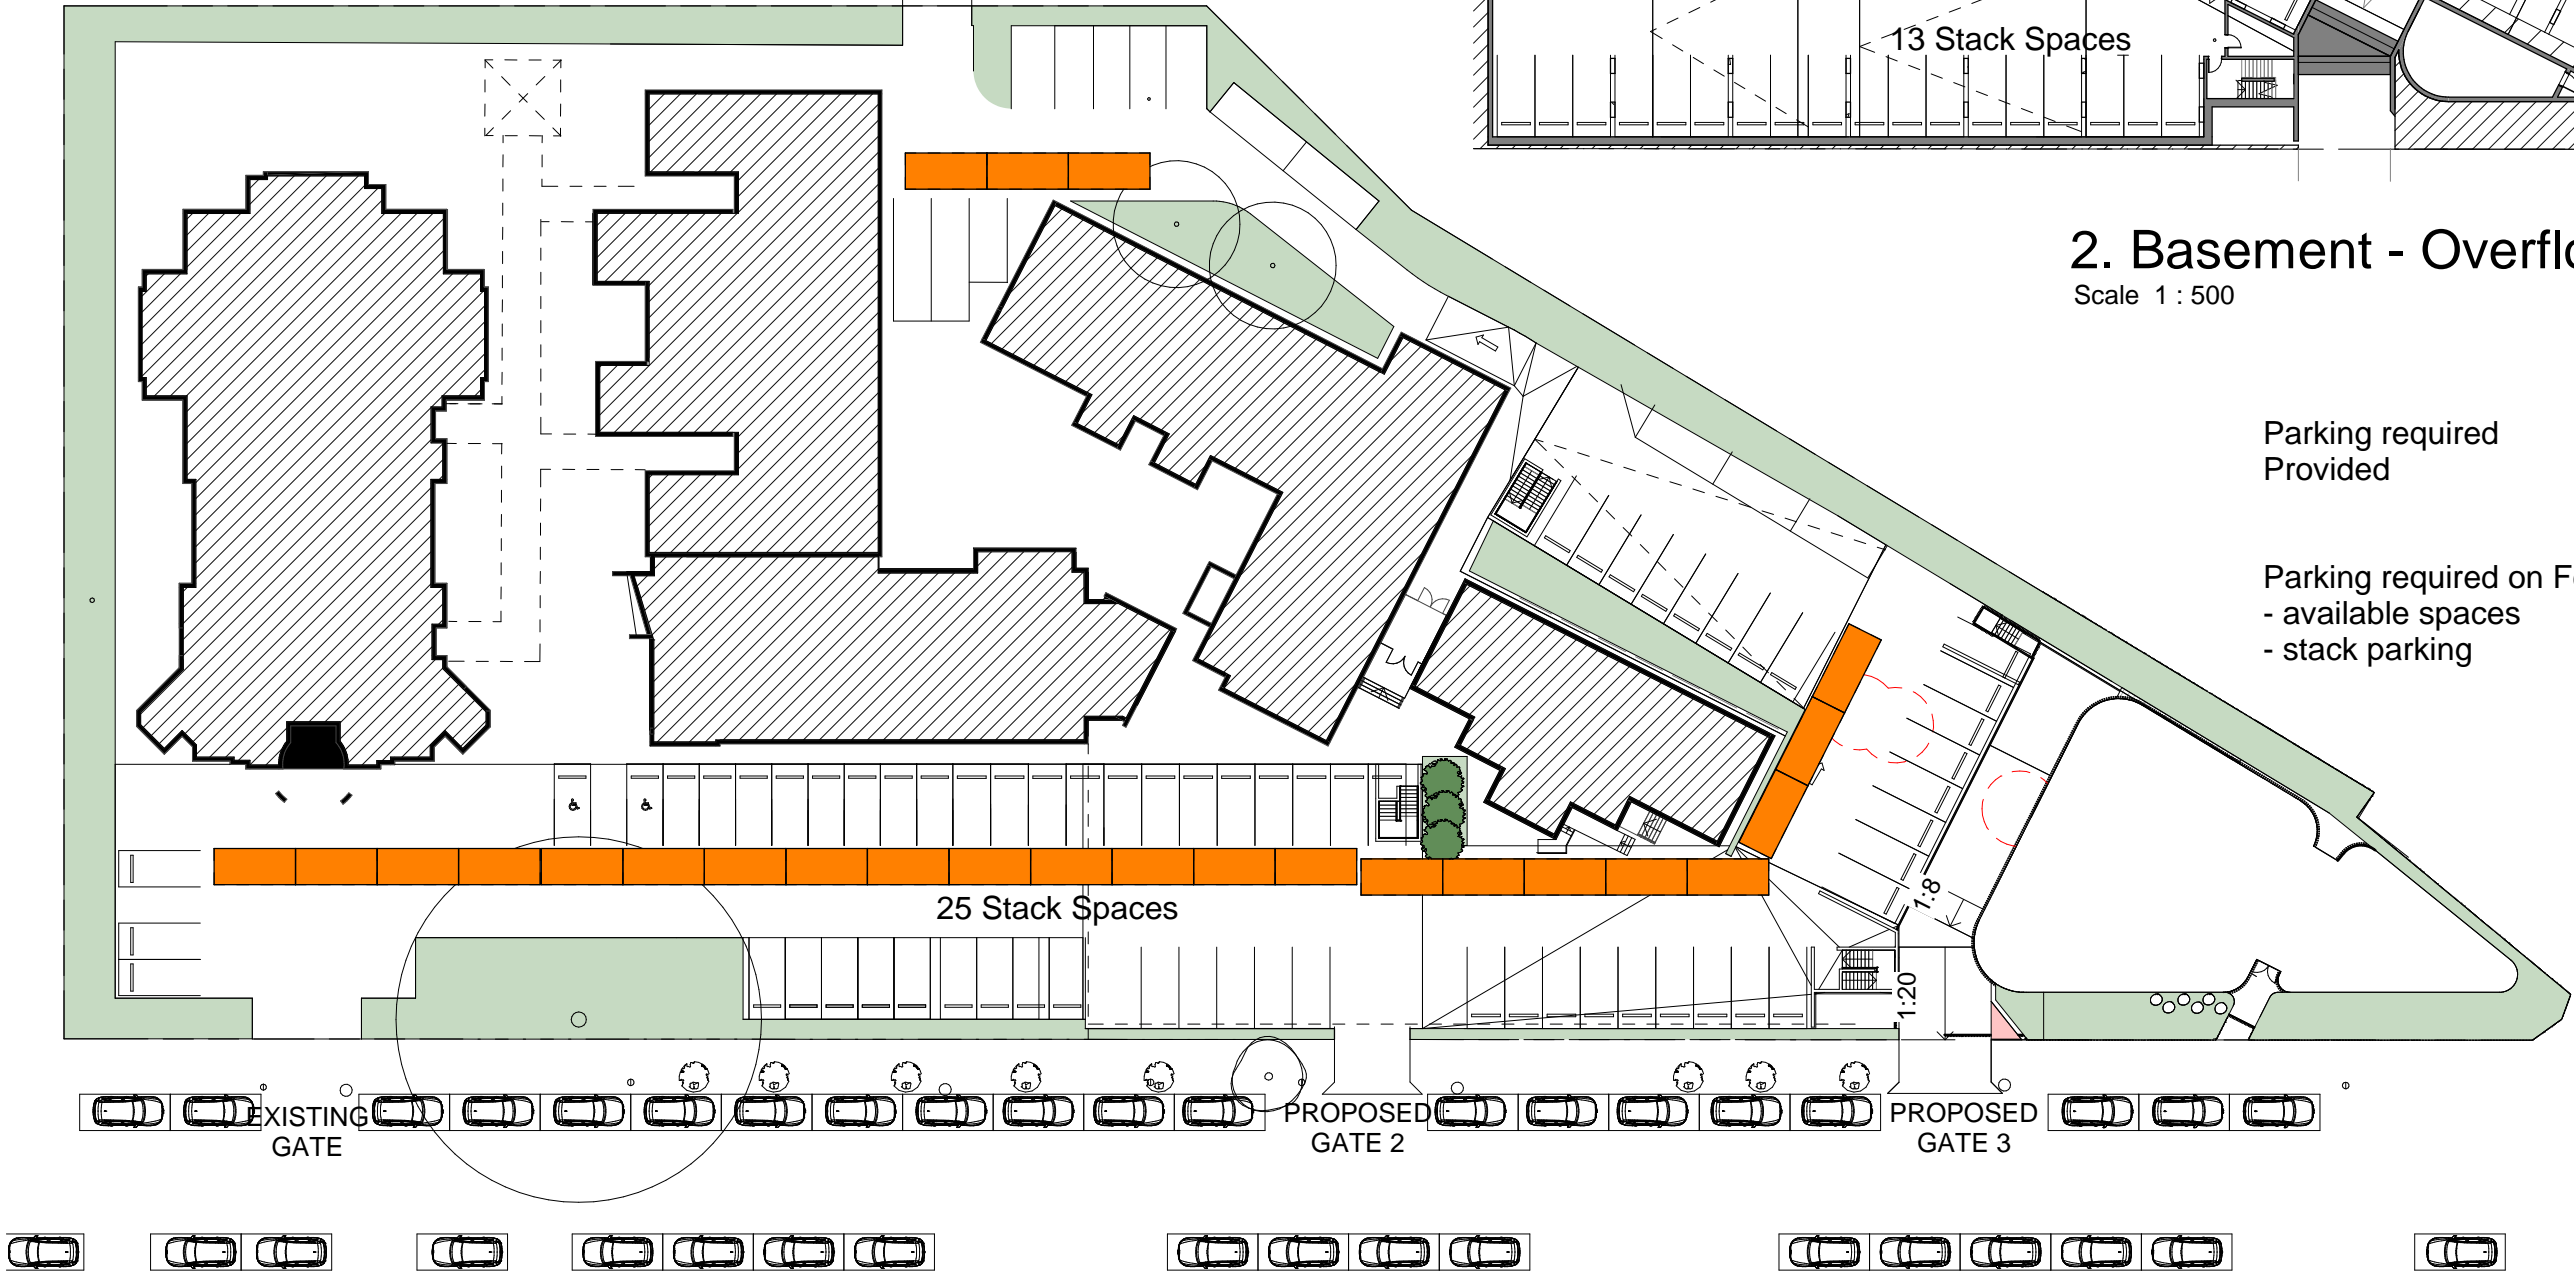 13 Stack Spaces
2. Basement - Overflo
Scale 1 : 500
Parking required
Provided
Parking required on F
- available spaces
- stack parking
25 Stack Spaces
1:8
1:20
EXISTING
GATE
PROPOSED
GATE 2
PROPOSED
GATE 3